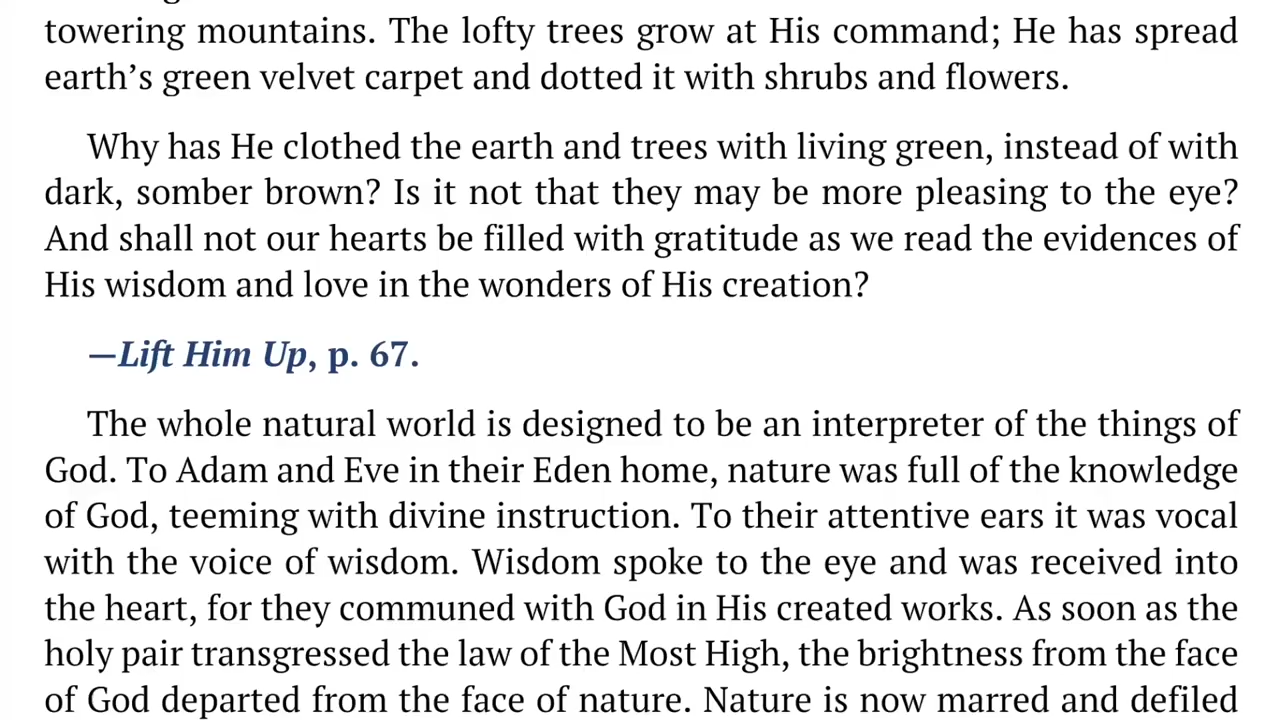 towering mountains. The lofty trees grow at His command; He has spread
earth’s green velvet carpet and dotted it with shrubs and flowers.
Why has He clothed the earth and trees with living green, instead of with
dark, somber brown? Is it not that they may be more pleasing to the eye?
And shall not our hearts be filled with gratitude as we read the evidences of
His wisdom and love in the wonders of His creation?
—Lift Him Up, p. 67.
The whole natural world is designed to be an interpreter of the things of
God. To Adam and Eve in their Eden home, nature was full of the knowledge
of God, teeming with divine instruction. To their attentive ears it was vocal
with the voice of wisdom. Wisdom spoke to the eye and was received into
the heart, for they communed with God in His created works. As soon as the
holy pair transgressed the law of the Most High, the brightness from the face
of God departed from the face of nature. Nature is now marred and defiled